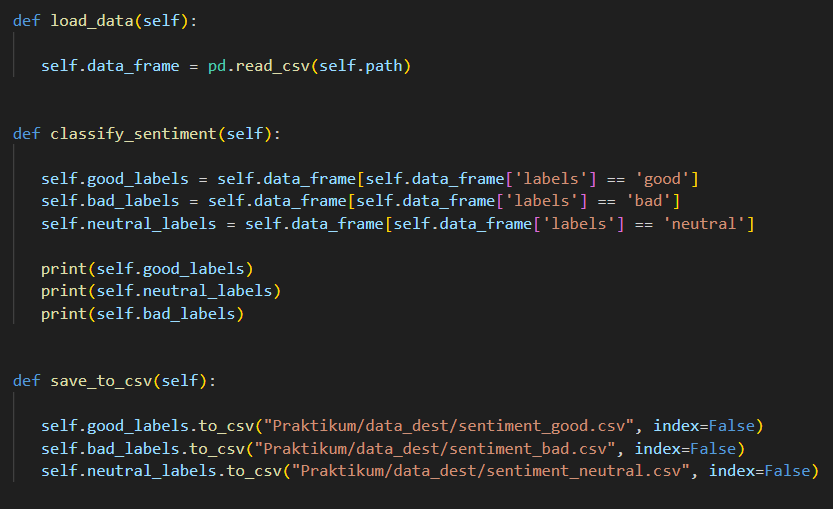 def load_data(self):
self.data_frame = pd.read_csv(self.path)
def classify_sentiment(self):
self.good_labels = self.data_frame[self.data_frame['labels'] == 'good']
self.bad_labels = self.data_frame[self.data_frame['labels'] == 'bad']
self.neutral_labels = self.data_frame[self.data_frame['labels'] == 'neutral']
print(self.good_labels)
print(self.neutral_labels)
print(self.bad_labels)
def save_to_csv(self):
self.good_labels.to_csv("Praktikum/data_dest/sentiment_good.csv", index=False)
self.bad_labels.to_csv("Praktikum/data_dest/sentiment_bad.csv", index=False)
self.neutral_labels.to_csv("Praktikum/data_dest/sentiment_neutral.csv", index=False)